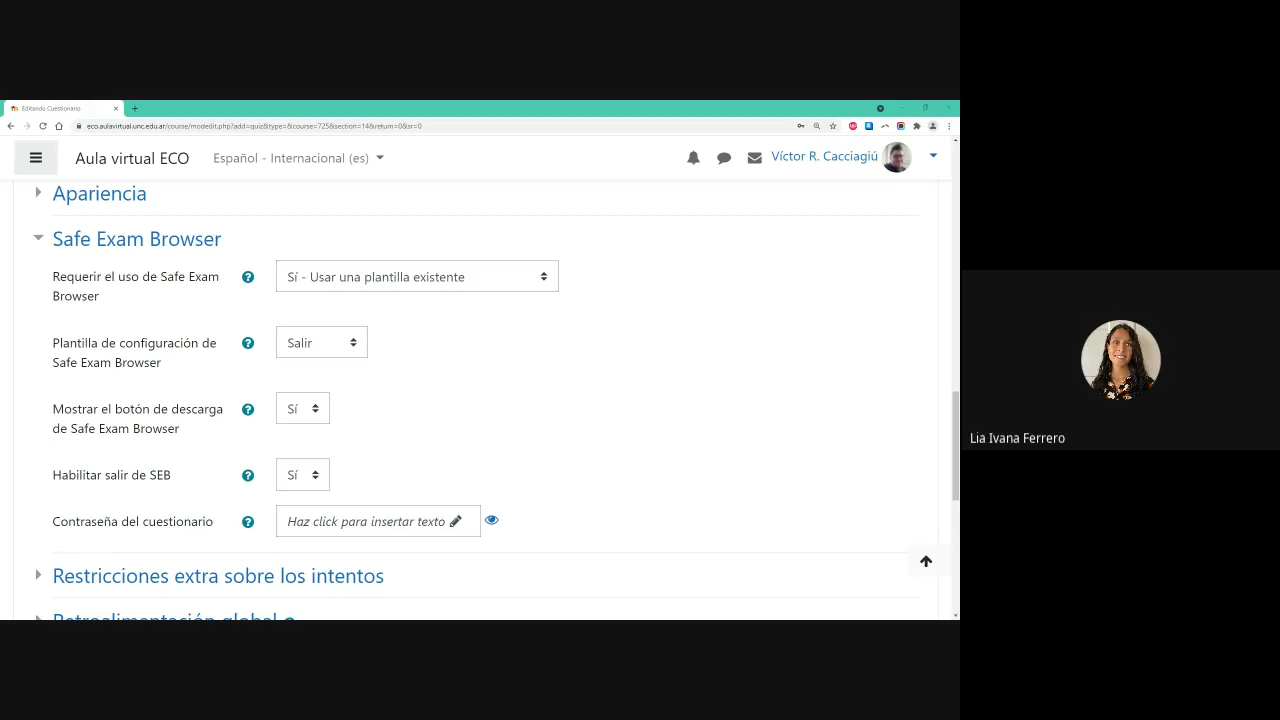 Editando Cuestionario
eco.aulavirtual.unc.edu.ar/course/modedit.php?add=quiz&type=&course=725&section=14&return=0&sr=0
Aula virtual ECO
Español - Internacional (es)
Víctor R. Cacciagiú
Apariencia
Safe Exam Browser
Requerir el uso de Safe Exam
Browser
Sí - Usar una plantilla existente
Plantilla de configuración de
Safe Exam Browser
Salir
Mostrar el botón de descarga
de Safe Exam Browser
Sí
Habilitar salir de SEB
Sí
Contraseña del cuestionario
Haz click para insertar texto
Restricciones extra sobre los intentos
Retroalimentación global
Lia Ivana Ferrero